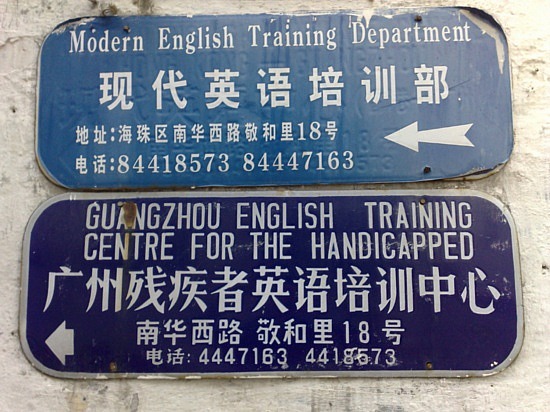 Modern English Training Department
现代英语培训部
地址:海珠区南华西路敬和里18号
电话:84418573 84447163
GUANGZHOU ENGLISH TRAINING
CENTRE FOR THE HANDICAPPED
广州残疾者英语培训中心
南华西路 敬和里18号
电话: 4447163 4418573